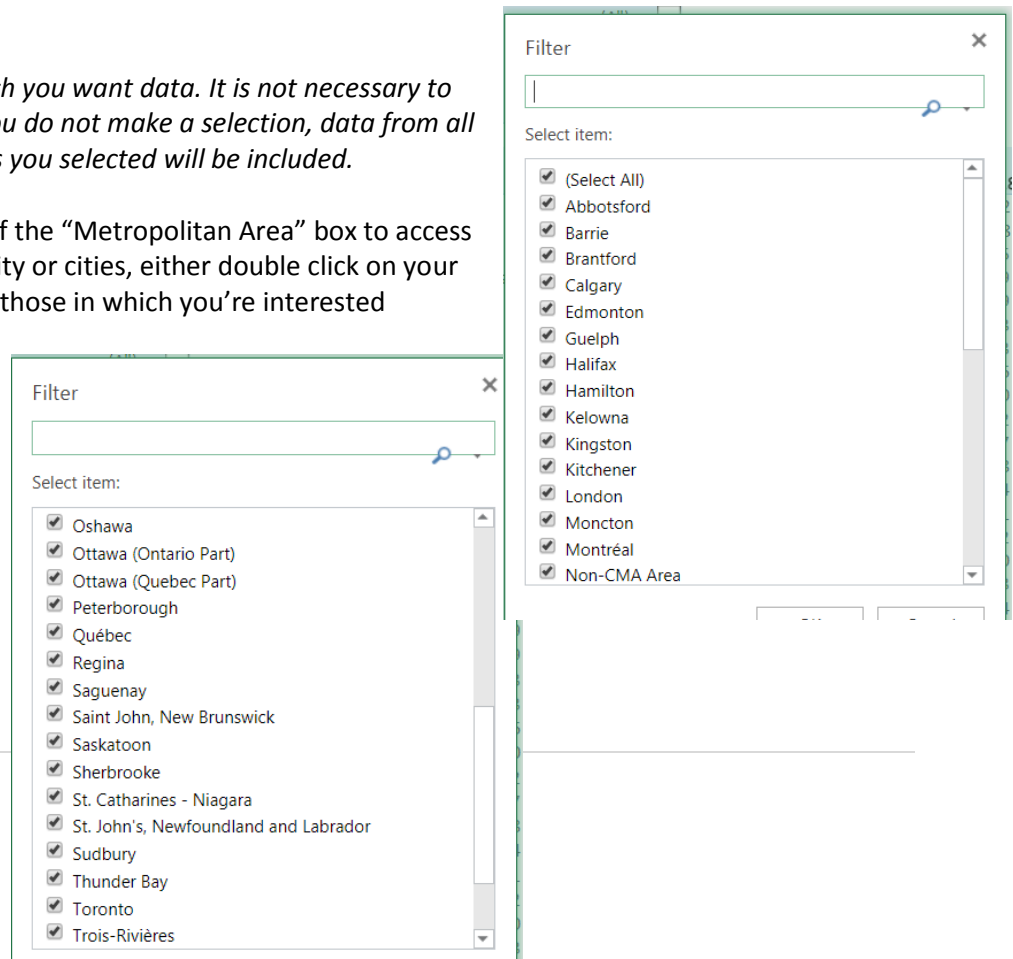 ch you want data. It is not necessary to
ou do not make a selection, data from all
s you selected will be included.
of the “Metropolitan Area” box to access
ity or cities, either double click on your
those in which you’re interested
Filter
Select item:
(Select All)
Abbotsford
Barrie
Brantford
Calgary
Edmonton
Guelph
Halifax
Hamilton
Kelowna
Kingston
Kitchener
London
Moncton
Montréal
Non-CMA Area
Filter
Select item:
Oshawa
Ottawa (Ontario Part)
Ottawa (Quebec Part)
Peterborough
Québec
Regina
Saguenay
Saint John, New Brunswick
Saskatoon
Sherbrooke
St. Catharines - Niagara
St. John's, Newfoundland and Labrador
Sudbury
Thunder Bay
Toronto
Trois-Rivières